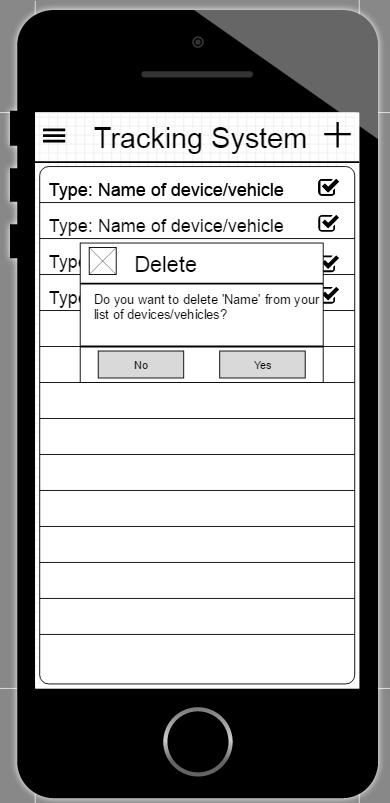 Tracking System
Type: Name of device/vehicle
Type: Name of device/vehicle
Type
Type
Delete
Do you want to delete 'Name' from your
list of devices/vehicles?
No
Yes